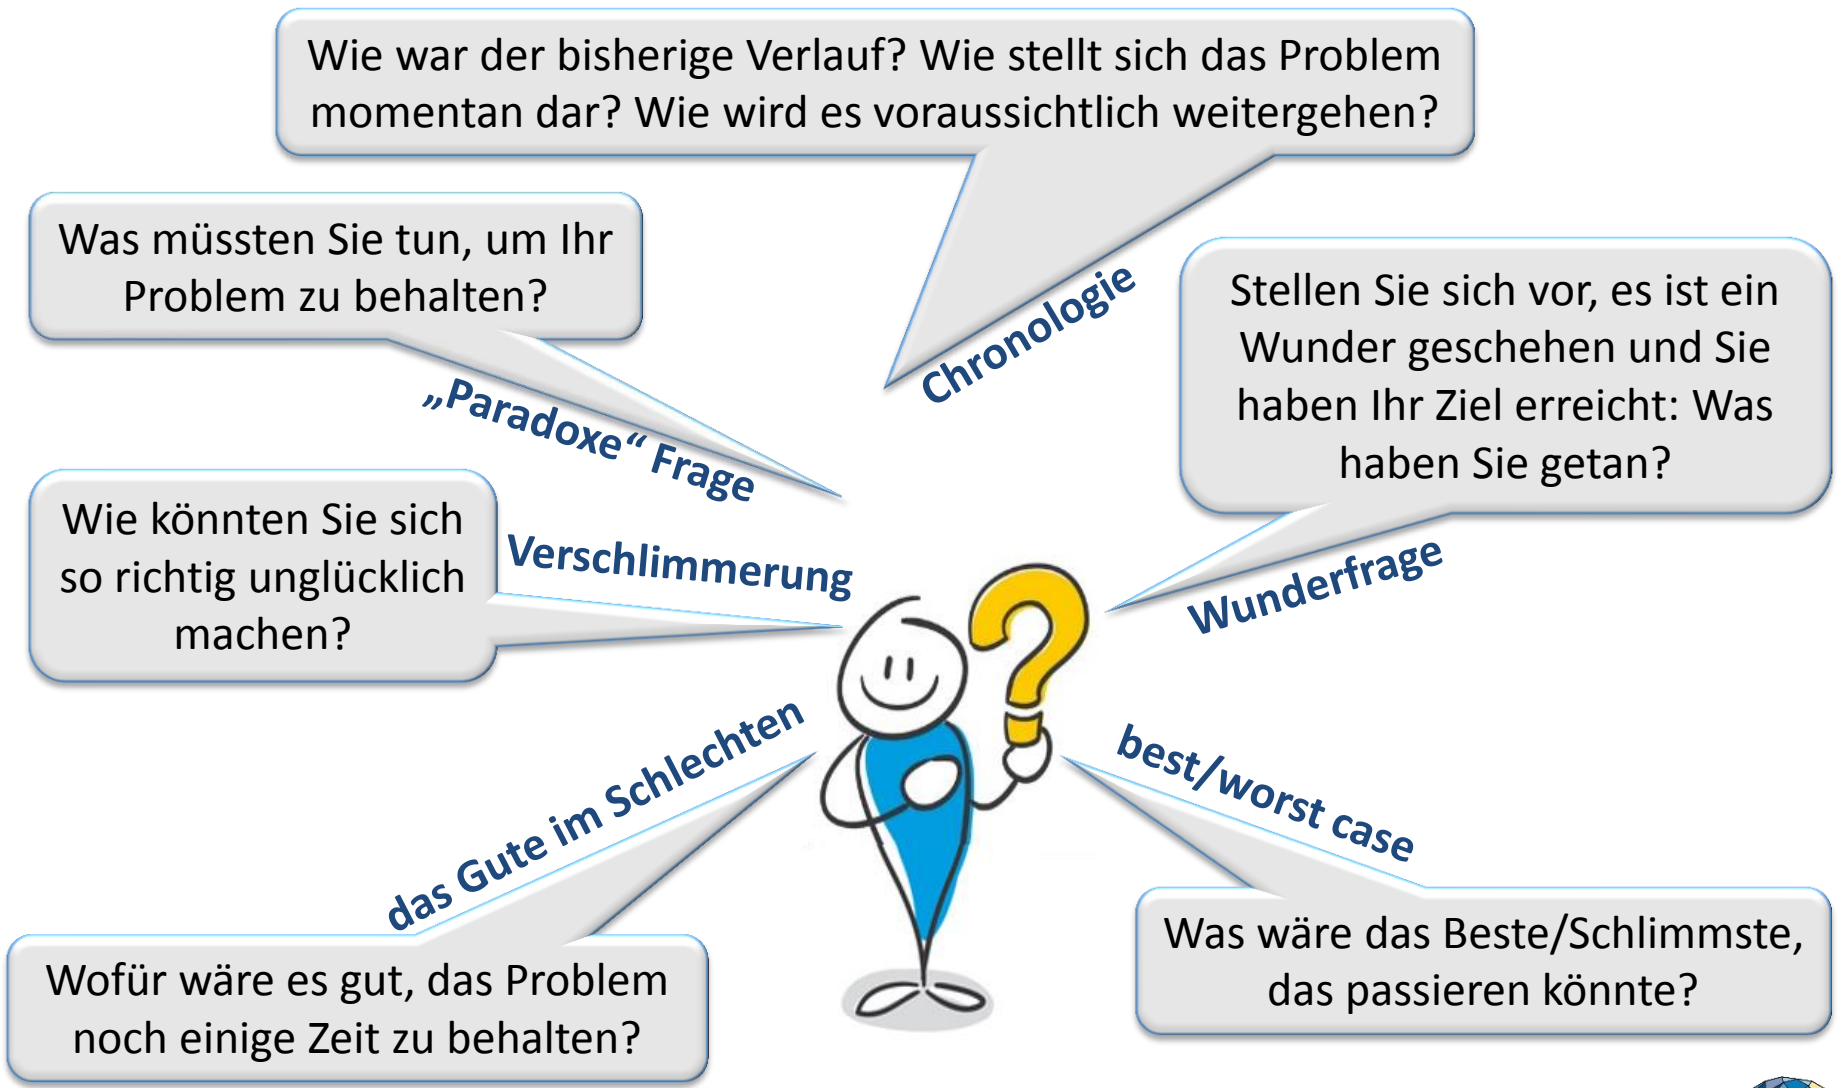 Wie war der bisherige Verlauf? Wie stellt sich das Problem
momentan dar? Wie wird es voraussichtlich weitergehen?
Chronologie
Was müssten Sie tun, um Ihr
Problem zu behalten?
„Paradoxe“ Frage
Stellen Sie sich vor, es ist ein
Wunder geschehen und Sie
haben Ihr Ziel erreicht: Was
haben Sie getan?
Wunderfrage
Wie könnten Sie sich
so richtig unglücklich
machen?
Verschlimmerung
das Gute im Schlechten
Wofür wäre es gut, das Problem
noch einige Zeit zu behalten?
best/worst case
Was wäre das Beste/Schlimmste,
das passieren könnte?